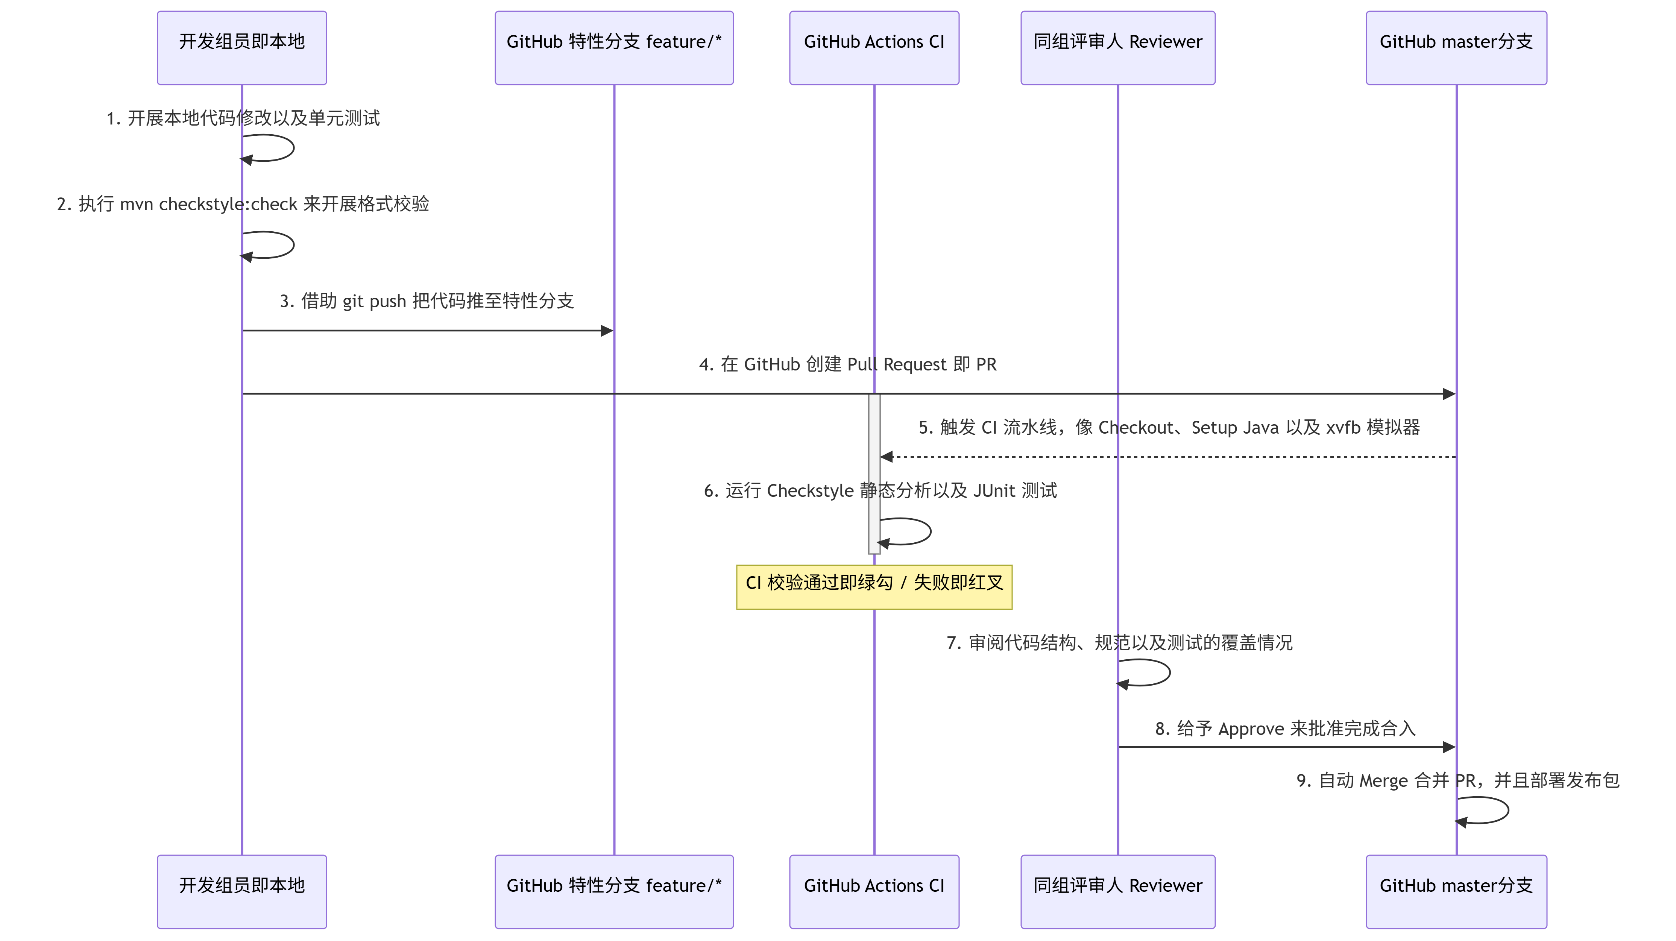 开发组员即本地
GitHub 特性分支 feature/*
GitHub Actions CI
同组评审人 Reviewer
GitHub master分支
1. 开展本地代码修改以及单元测试
2. 执行 mvn checkstyle:check 来开展格式校验
3. 借助 git push 把代码推至特性分支
4. 在 GitHub 创建 Pull Request 即 PR
5. 触发 CI 流水线，像 Checkout、Setup Java 以及 xvfb 模拟器
6. 运行 Checkstyle 静态分析以及 JUnit 测试
CI 校验通过即绿勾 / 失败即红叉
7. 审阅代码结构、规范以及测试的覆盖情况
8. 给予 Approve 来批准完成合入
9. 自动 Merge 合并 PR，并且部署发布包
开发组员即本地
GitHub 特性分支 feature/*
GitHub Actions CI
同组评审人 Reviewer
GitHub master分支